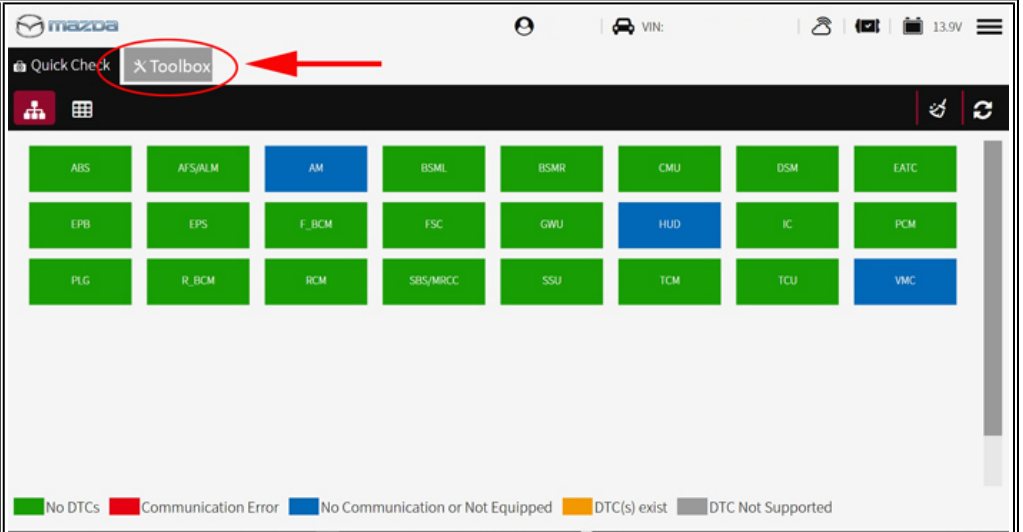 mazda VIN: 13.9V
Quick Check Toolbox
ABS AFS/ALM AM BSML BSMR CMU DSM EATC
EPB EPS F_BCM FSC GWU HUD IC PCM
PLG R_BCM RCM SBS/MRCC SSU TCM TCU VMC
No DTCs Communication Error No Communication or Not Equipped DTC(s) exist DTC Not Supported